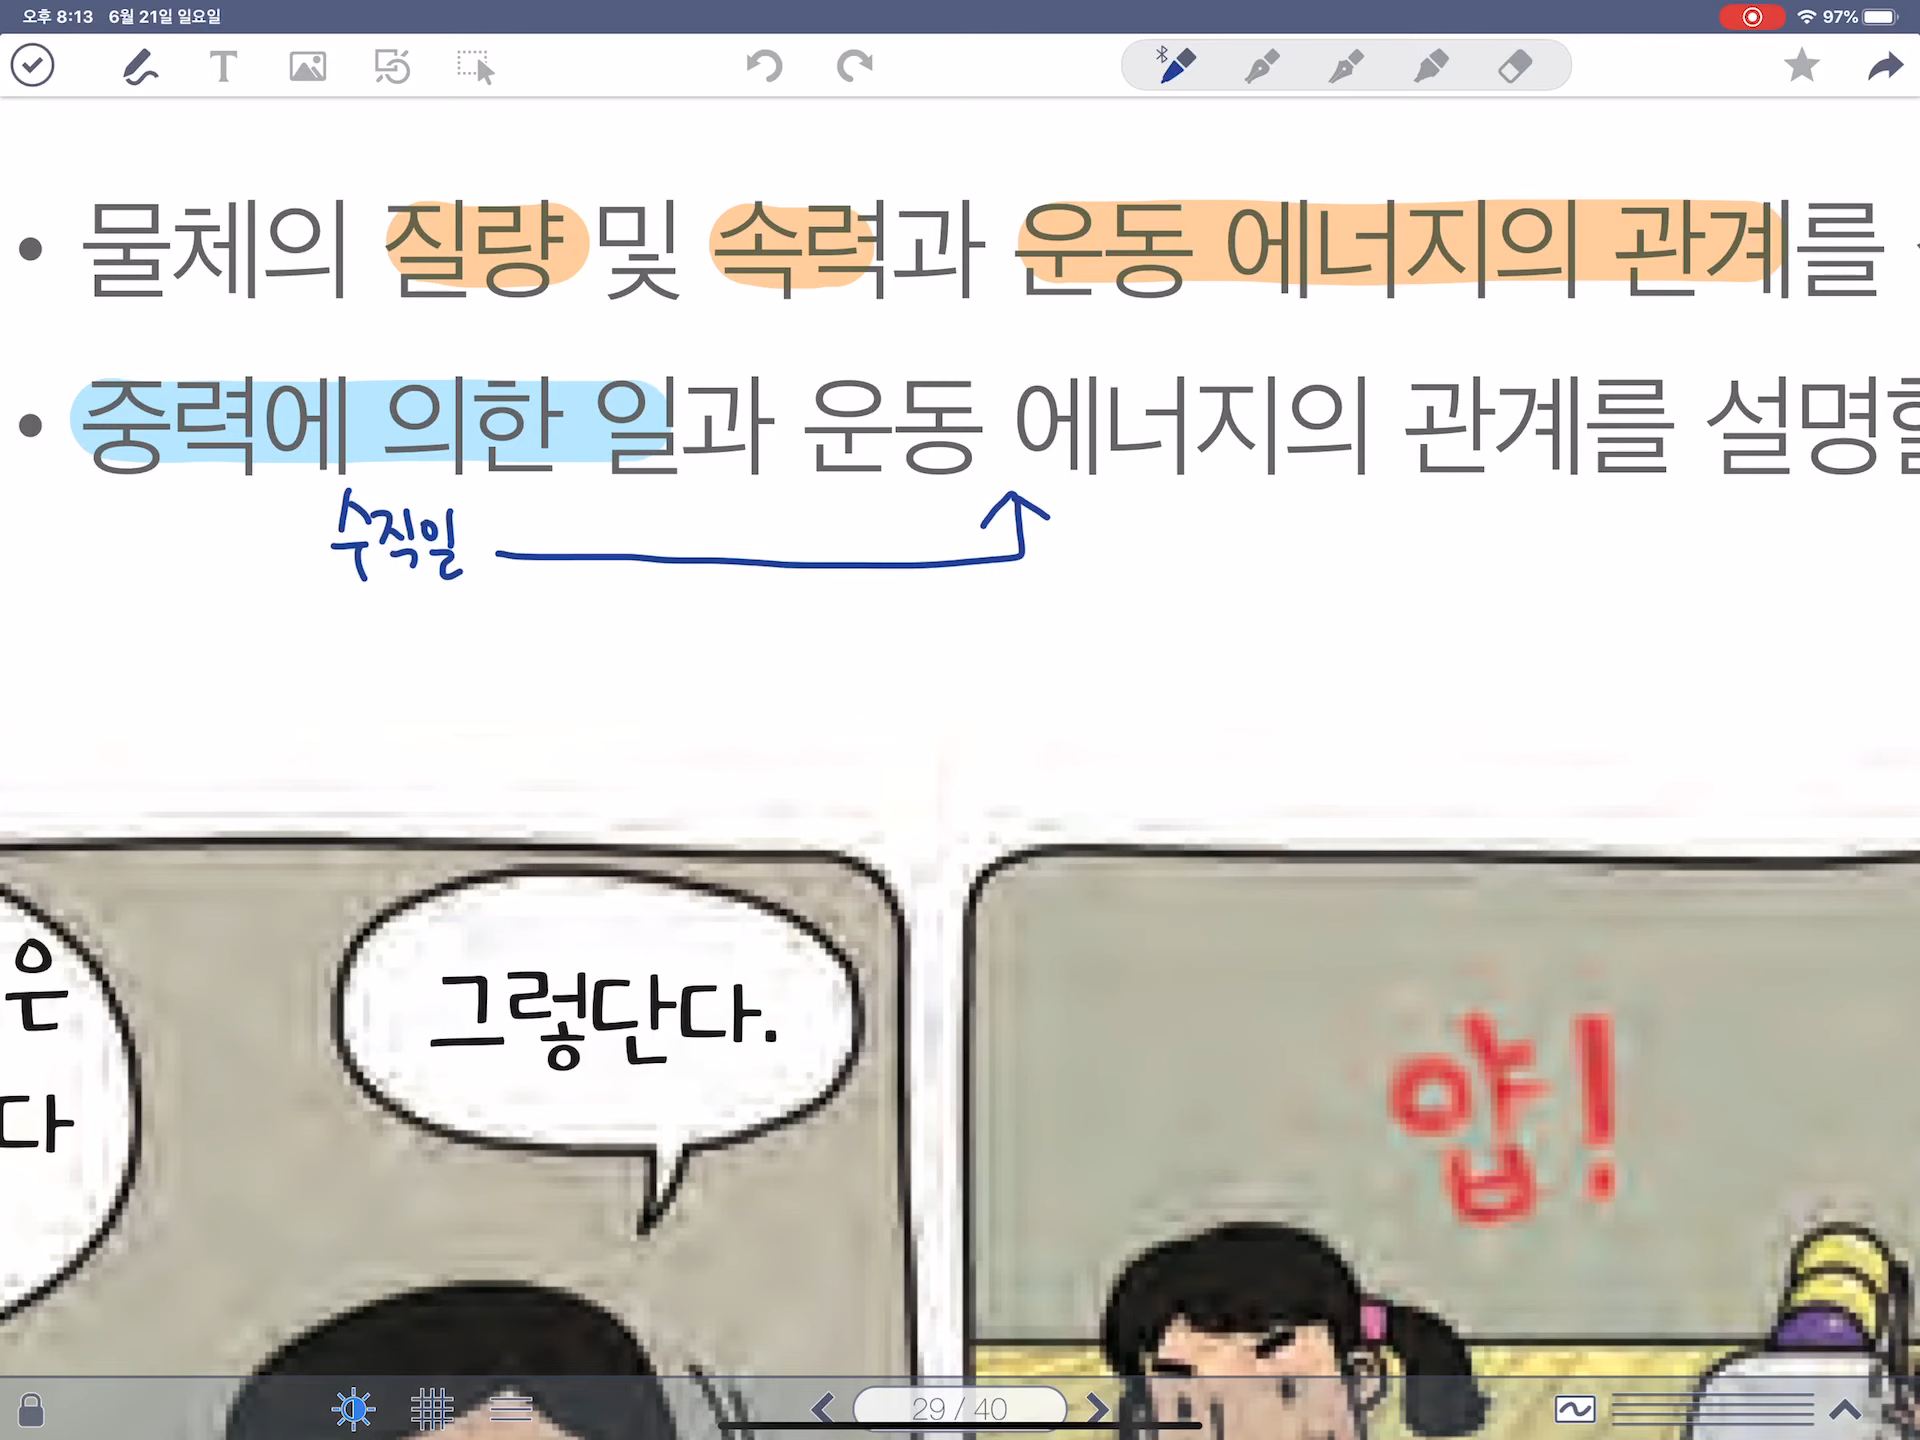 오후 8:13 6월 21일 일요일
97%
T
• 물체의 질량 및 속력과 운동 에너지의 관계를
• 중력에 의한 일과 운동 에너지의 관계를 설명할
수직일
은
다
그렇단다.
얍!
29 / 40